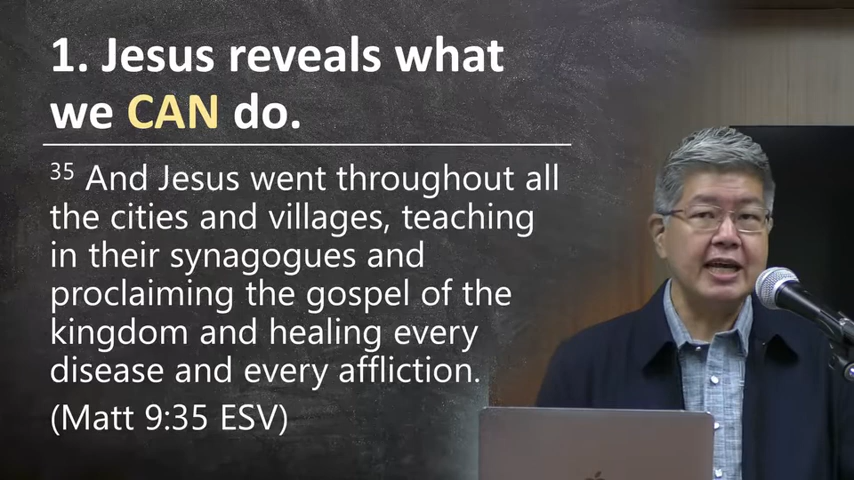 1. Jesus reveals what
we CAN do.
35 And Jesus went throughout all
the cities and villages, teaching
in their synagogues and
proclaiming the gospel of the
kingdom and healing every
disease and every affliction.
(Matt 9:35 ESV)